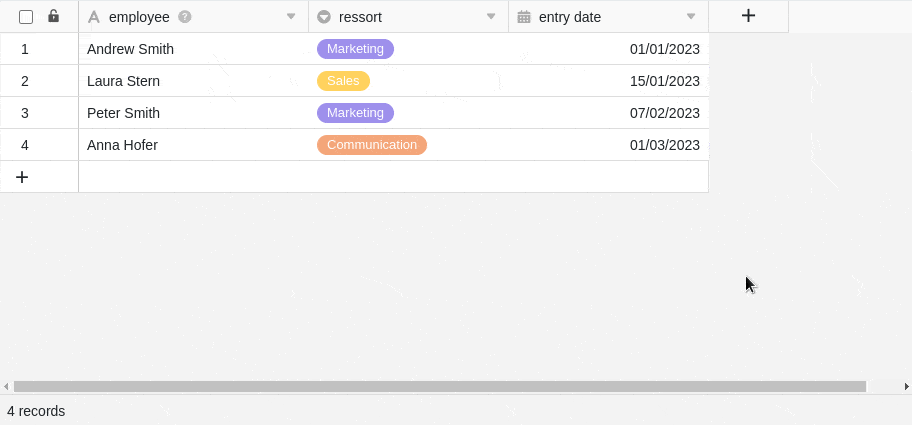 employee ? ressort entry date
1 Andrew Smith Marketing 01/01/2023
2 Laura Stern Sales 15/01/2023
3 Peter Smith Marketing 07/02/2023
4 Anna Hofer Communication 01/03/2023
4 records